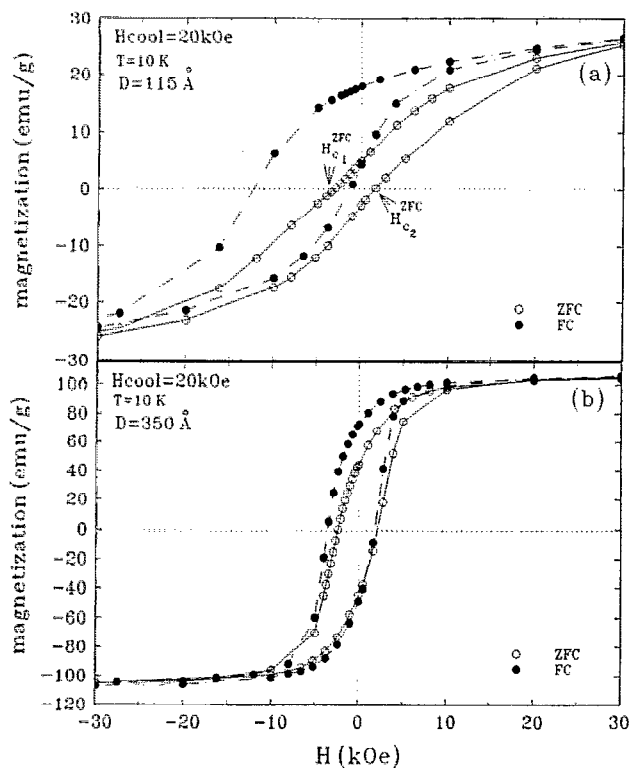 30
Hcool=20kOe
T=10 K
D=115 Å
(a)
20
10
H c1 ZFC
0
H c2 ZFC
-10
-20
-30
magnetization (emu/g)
ZFC
FC
100
Hcool=20kOe
T=10 K
D=350 Å
(b)
80
60
40
20
0
-20
-40
-60
-80
-100
-120
magnetization (emu/g)
ZFC
FC
-30 -20 -10 0 10 20 30
H (kOe)